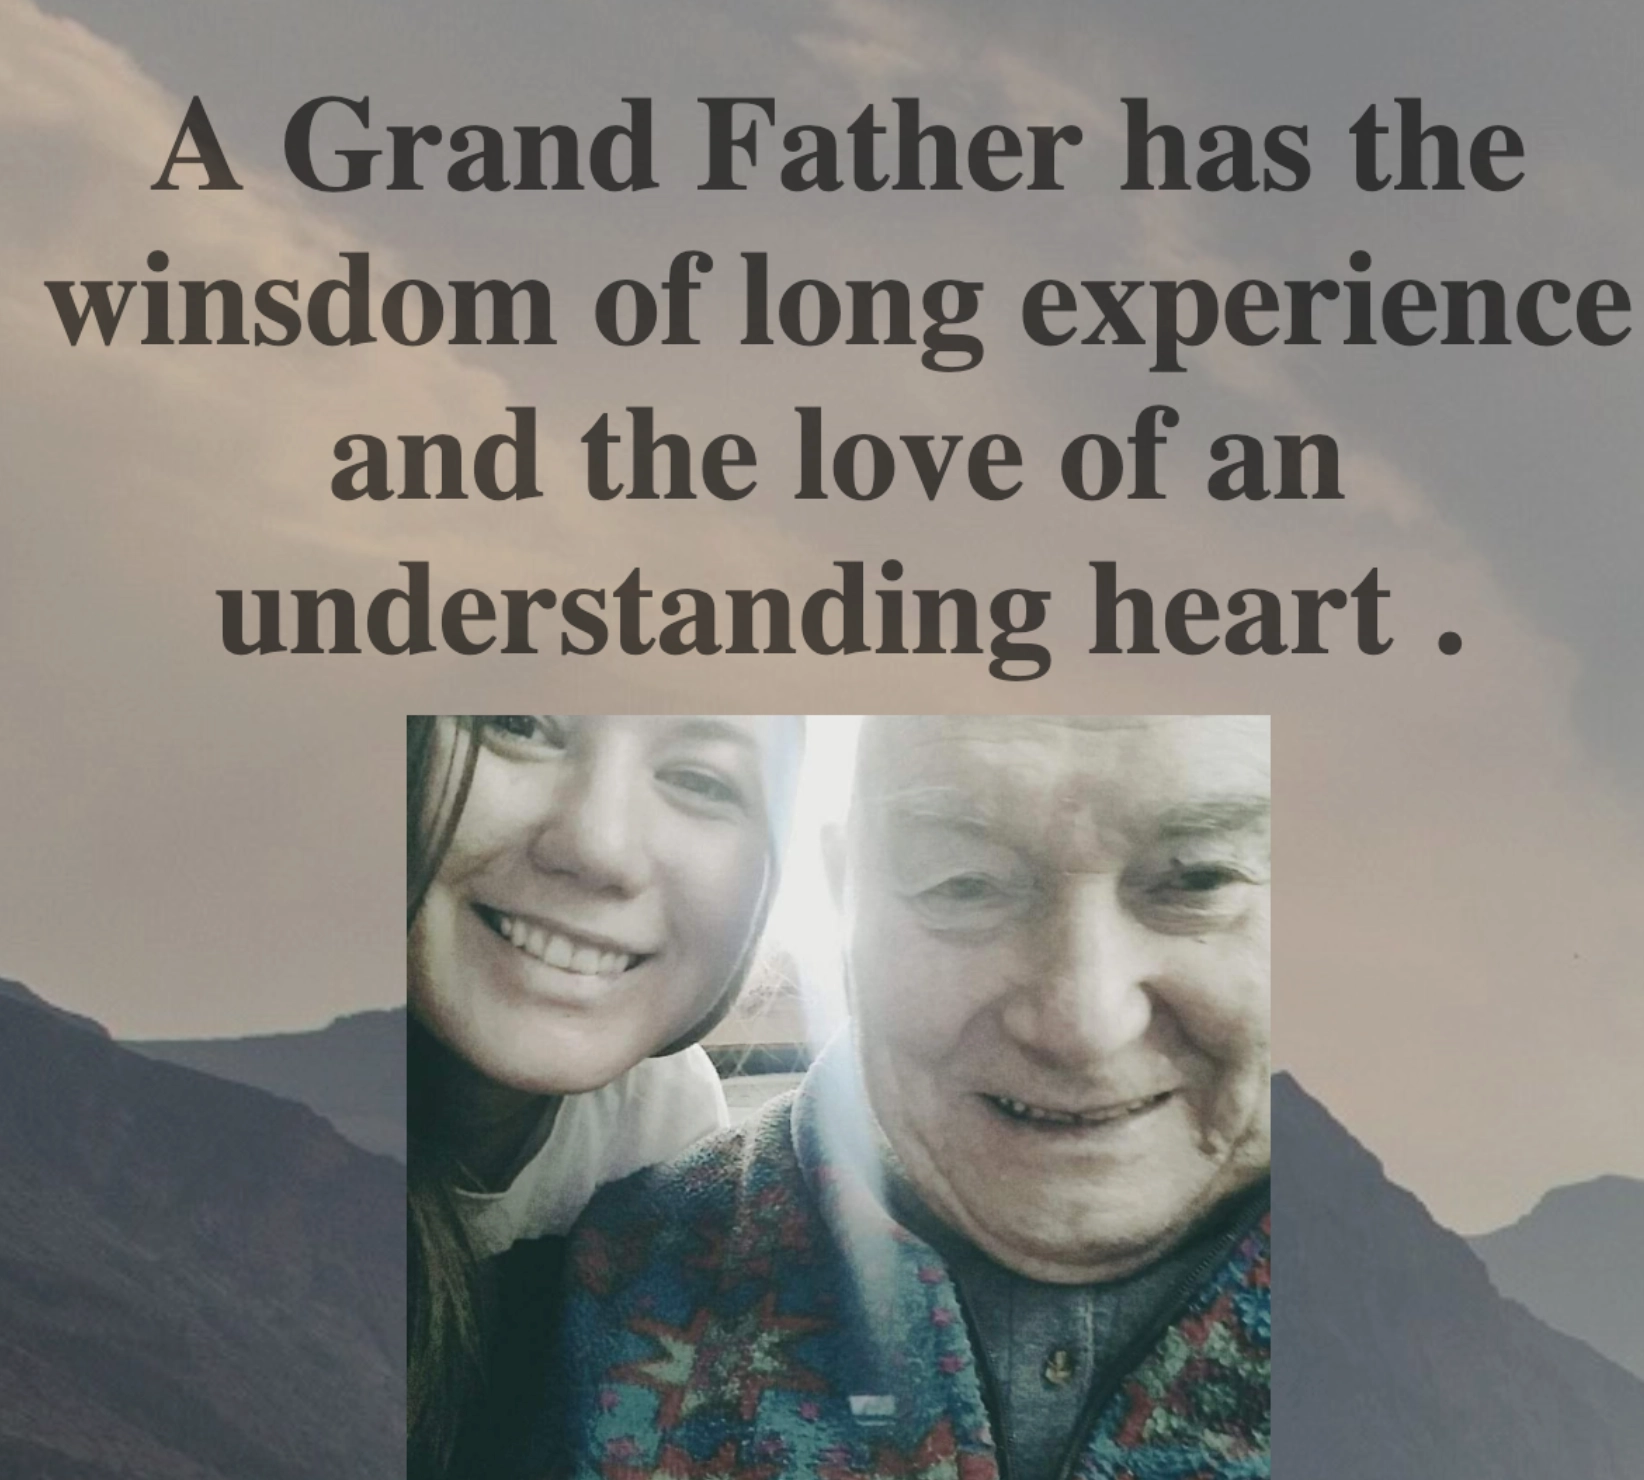 A Grand Father has the
winsdom of long experience
and the love of an
understanding heart .